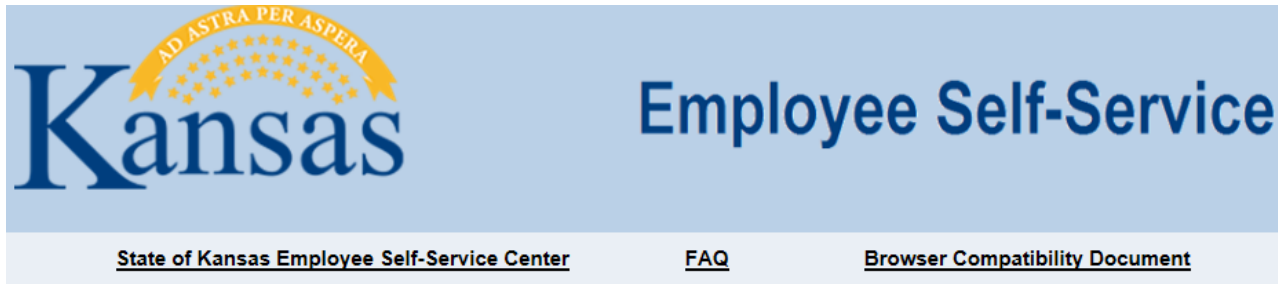 AD ASTRA PER ASPERA
Kansas
Employee Self-Service
State of Kansas Employee Self-Service Center FAQ Browser Compatibility Document